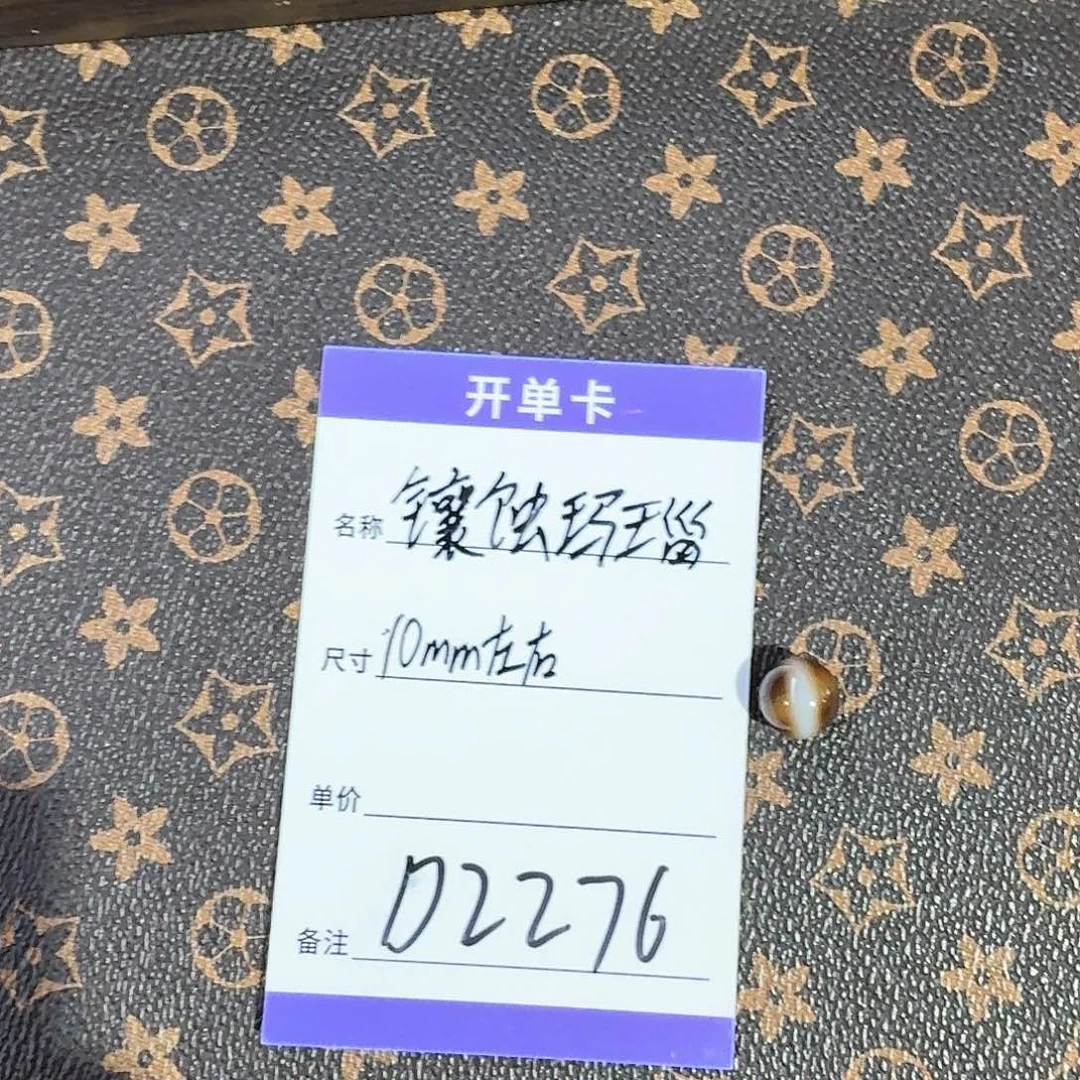 开单卡
名称 镶蚀玛瑙
尺寸 10mm左右
单价
备注 D2276